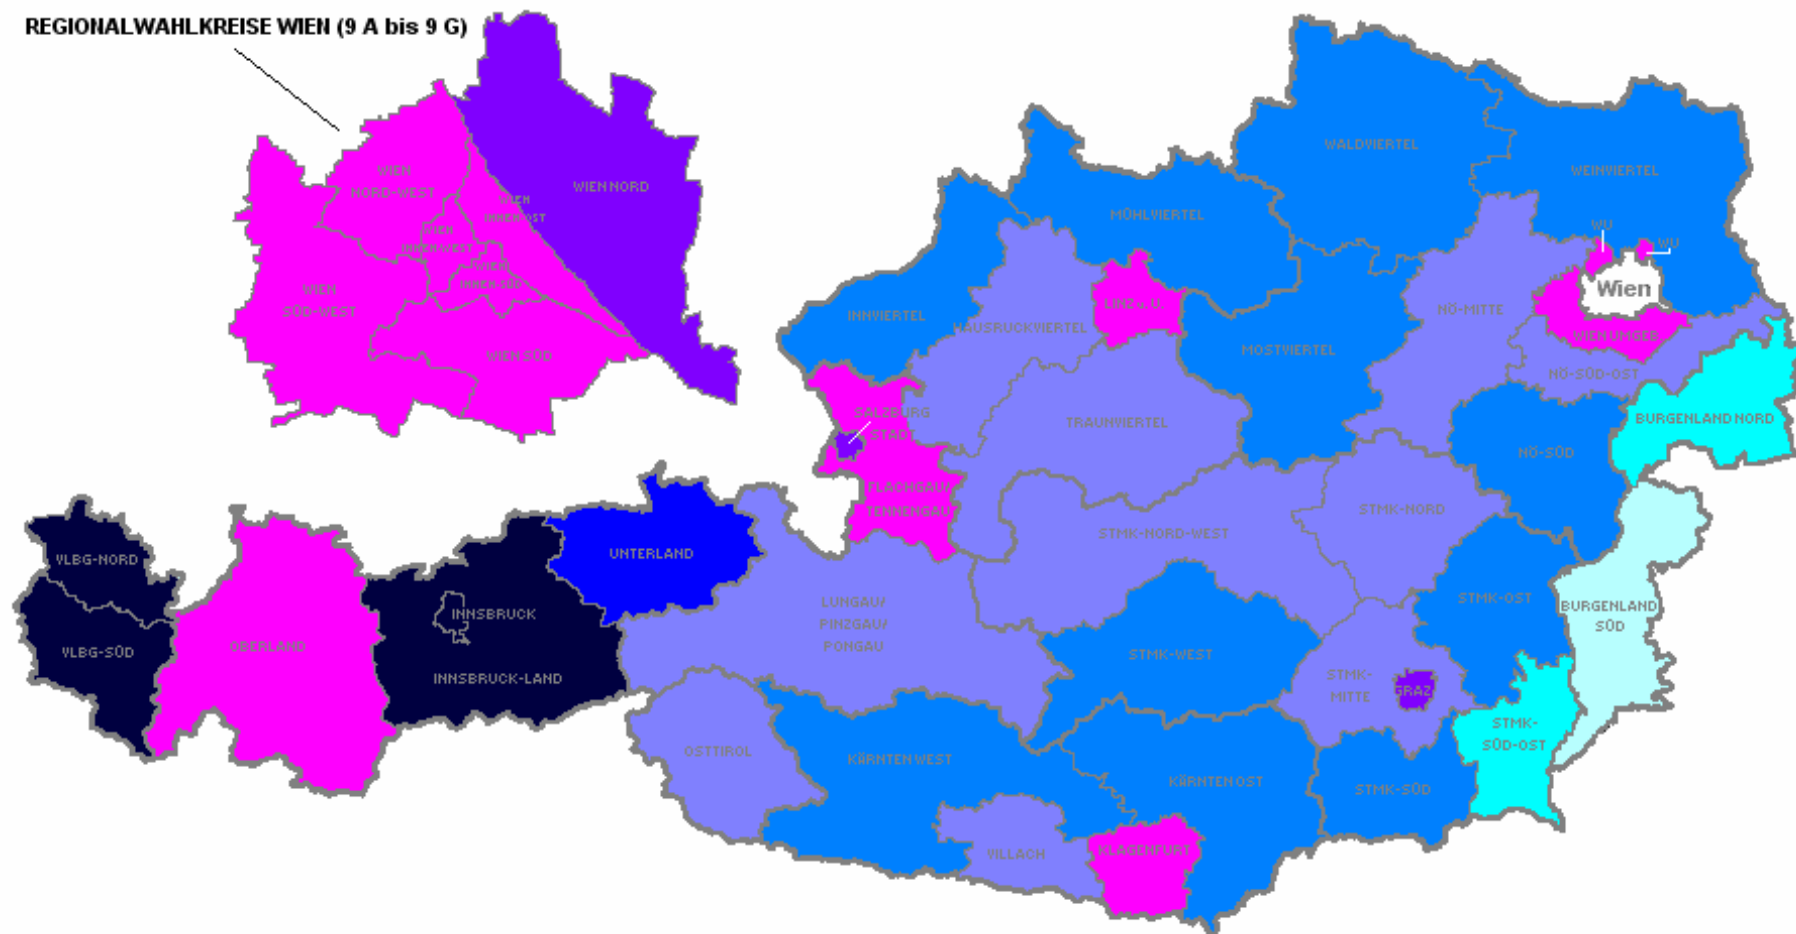 REGIONALWAHLKREISE WIEN (9 A bis 9 G)
WIEN
NORD-WEST
WIEN NORD
WIEN
INNEN-OST
WIEN
INNEN-WEST
WIEN
INNEN-SÜD
WIEN
SÜD-WEST
WIEN SÜD
WALDVIERTEL
WEINVIERTEL
MÜHLVIERTEL
WU
WU
Wien
INNVIERTEL
HAUSRUCKVIERTEL
LINZ u. U.
NÖ-MITTE
WIEN UMGEB.
MOSTVIERTEL
NÖ-SÜD-OST
SALZBURG
STADT
TRAUNVIERTEL
BURGENLAND NORD
NÖ-SÜD
FLACHGAU/
TENNENGAU
STMK-NORD-WEST
STMK-NORD
VLBG-NORD
UNTERLAND
INNSBRUCK
LUNGAU/
PINZGAU/
PONGAU
STMK-OST
BURGENLAND
SÜD
VLBG-SÜD
OBERLAND
INNSBRUCK-LAND
STMK-WEST
STMK-
MITTE
GRAZ
OSTTIROL
KÄRNTEN WEST
KÄRNTEN OST
STMK-
SÜD-OST
STMK-SÜD
VILLACH
KLAGENFURT